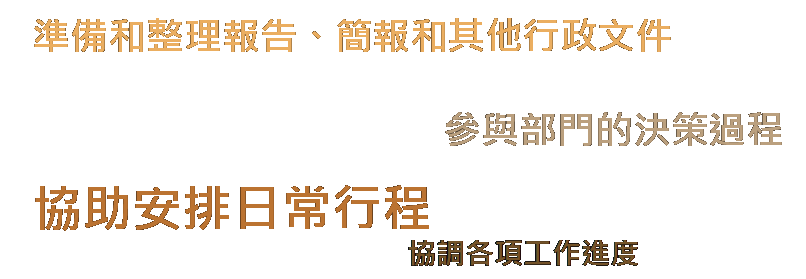 準備和整理報告、簡報和其他行政文件
參與部門的決策過程
協助安排日常行程
協調各項工作進度